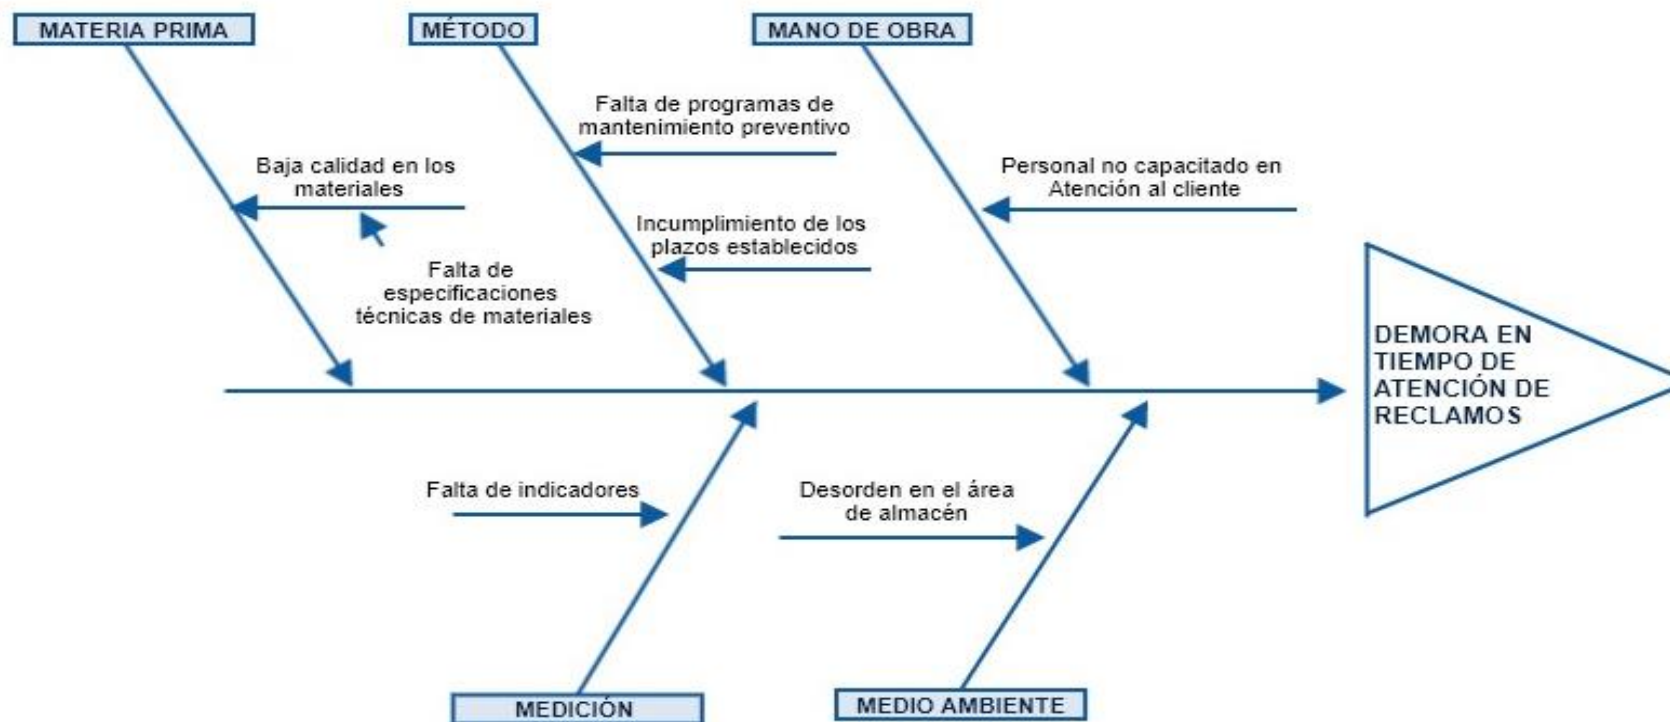 MATERIA PRIMA
MÉTODO
MANO DE OBRA
Falta de programas de
mantenimiento preventivo
Baja calidad en los
materiales
Personal no capacitado en
Atención al cliente
Incumplimiento de los
plazos establecidos
Falta de
especificaciones
técnicas de materiales
DEMORA EN
TIEMPO DE
ATENCIÓN DE
RECLAMOS
Falta de indicadores
Desorden en el área
de almacén
MEDICIÓN
MEDIO AMBIENTE